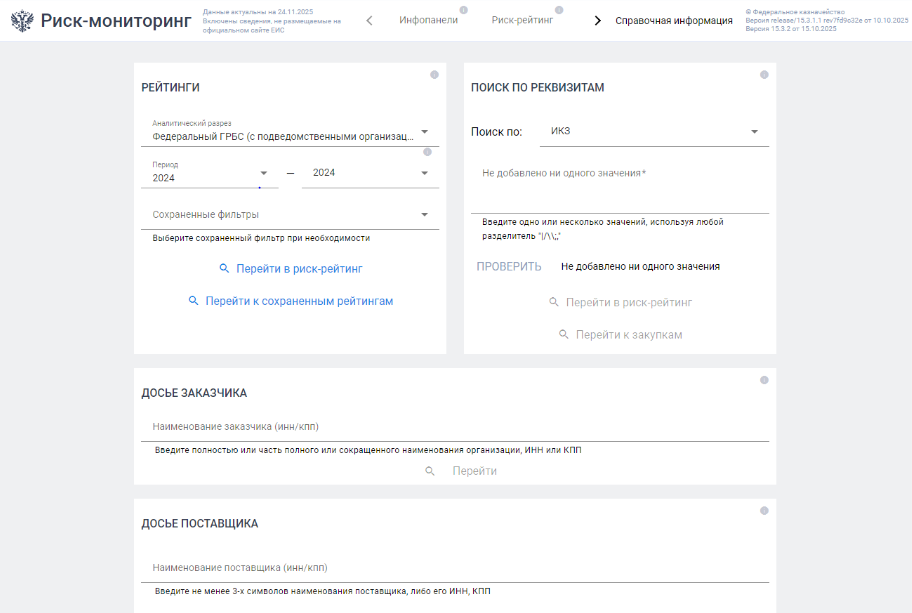 Риск-мониторинг
Данные актуальны на 24.11.2025
Включены сведения, не размещаемые на
официальном сайте ЕИС
Инфопанели
Риск-рейтинг
Справочная информация
© Федеральное казначейство
Версия release/15.3.1.1 rev7fd9c32e от 10.10.2025
Версия 15.3.2 от 15.10.2025
РЕЙТИНГИ
Аналитический разрез
Федеральный ГРБС (с подведомственными организац...
Период
2024 — 2024
Сохраненные фильтры
Выберите сохраненный фильтр при необходимости
Перейти в риск-рейтинг
Перейти к сохраненным рейтингам
ПОИСК ПО РЕКВИЗИТАМ
Поиск по: ИКЗ
Не добавлено ни одного значения*
Введите одно или несколько значений, используя любой
разделитель "|/\\;,"
ПРОВЕРИТЬ Не добавлено ни одного значения
Перейти в риск-рейтинг
Перейти к закупкам
ДОСЬЕ ЗАКАЗЧИКА
Наименование заказчика (инн/кпп)
Введите полностью или часть полного или сокращенного наименования организации, ИНН или КПП
Перейти
ДОСЬЕ ПОСТАВЩИКА
Наименование поставщика (инн/кпп)
Введите не менее 3-х символов наименования поставщика, либо его ИНН, КПП